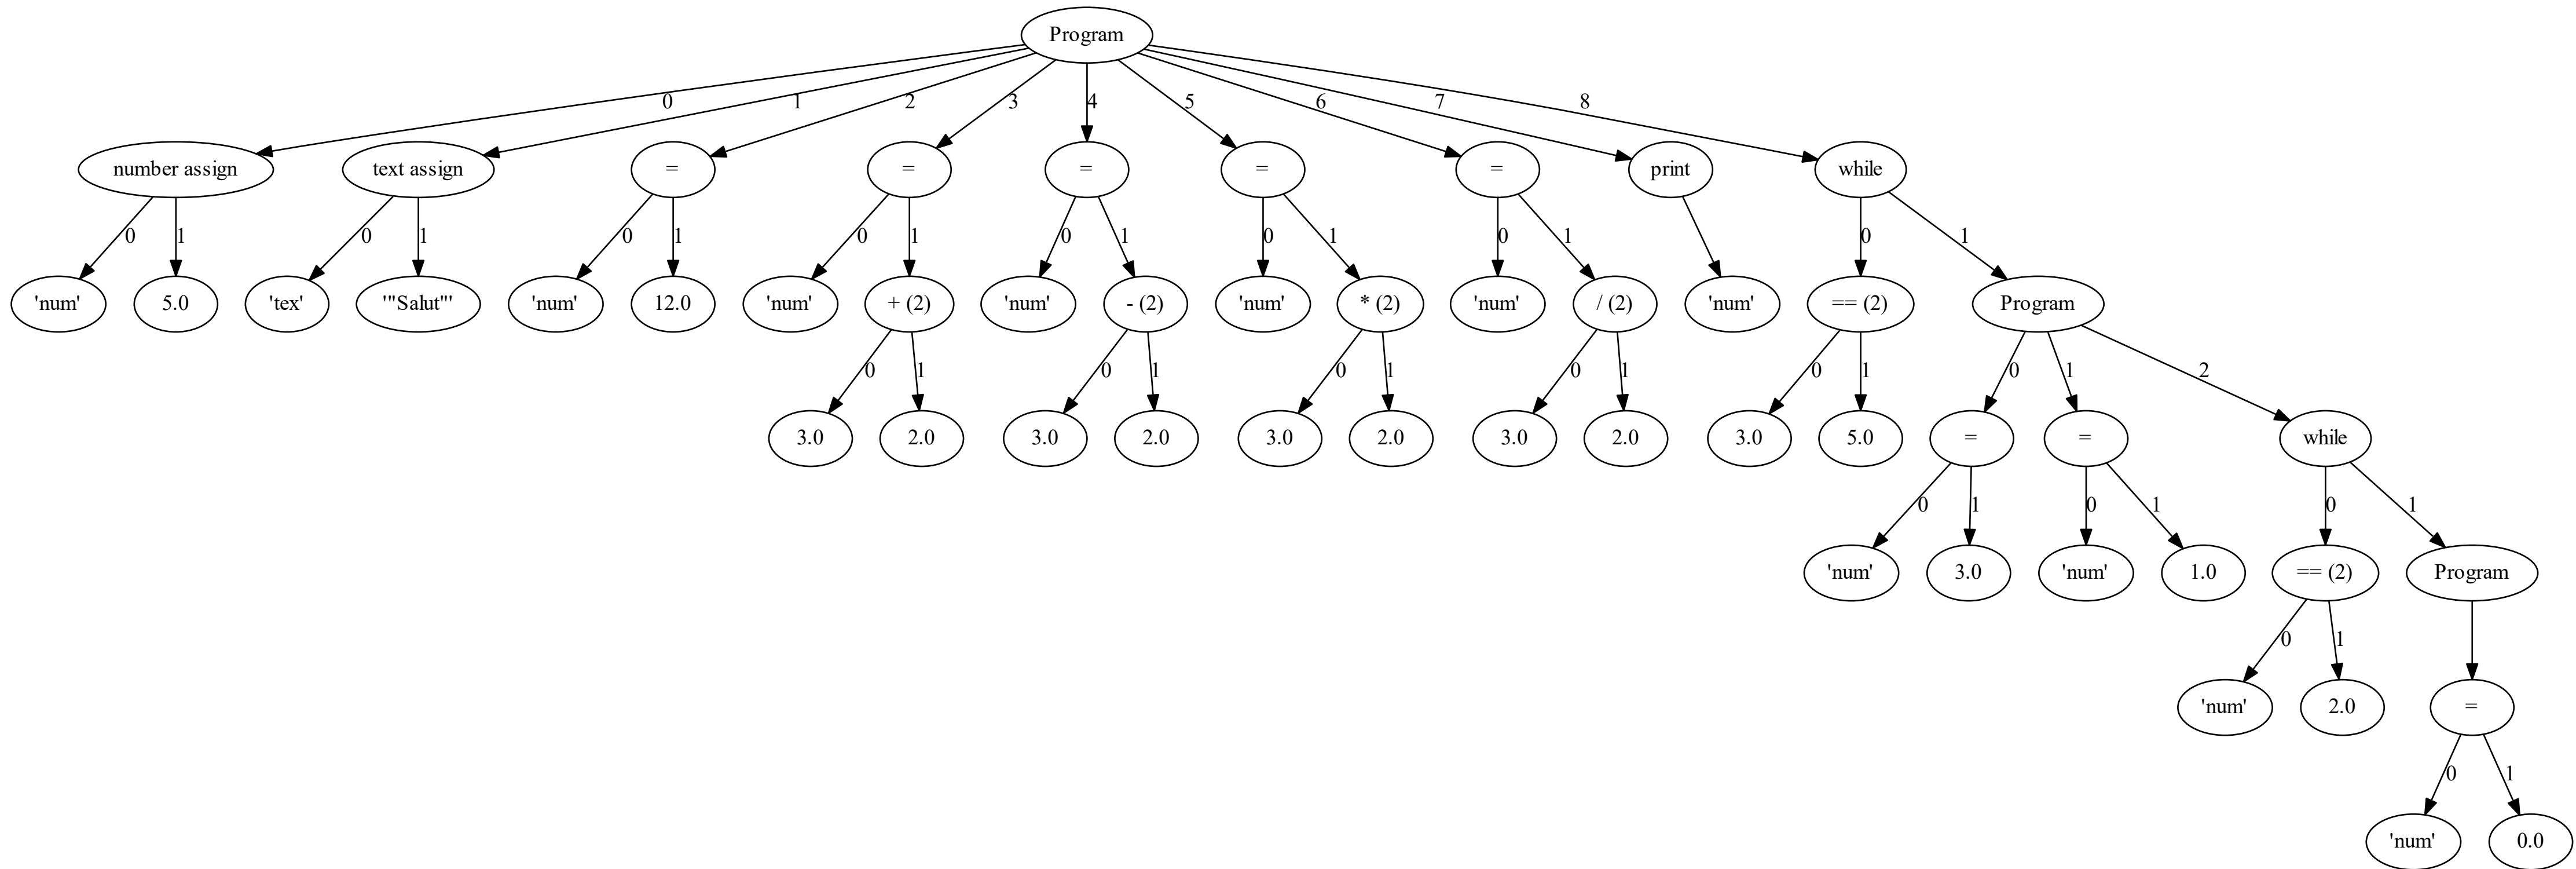 Program
0 1 2 3 4 5 6 7 8
number assign text assign = = = = = print while
0 1 0 1 0 1 0 1 0 1 0 1 0 1 0 1
'num' 5.0 'tex' '"Salut"' 'num' 12.0 'num' + (2) 'num' - (2) 'num' * (2) 'num' / (2) 'num' == (2) Program
0 1 0 1 0 1 0 1 0 1 0 1 2
3.0 2.0 3.0 2.0 3.0 2.0 3.0 2.0 3.0 5.0 = = while
0 1 0 1 0 1
'num' 3.0 'num' 1.0 == (2) Program
0 1
'num' 2.0 =
0 1
'num' 0.0